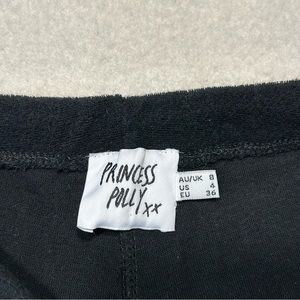 PRINCESS
POLLY xx
AU/UK 8
US 4
EU 36